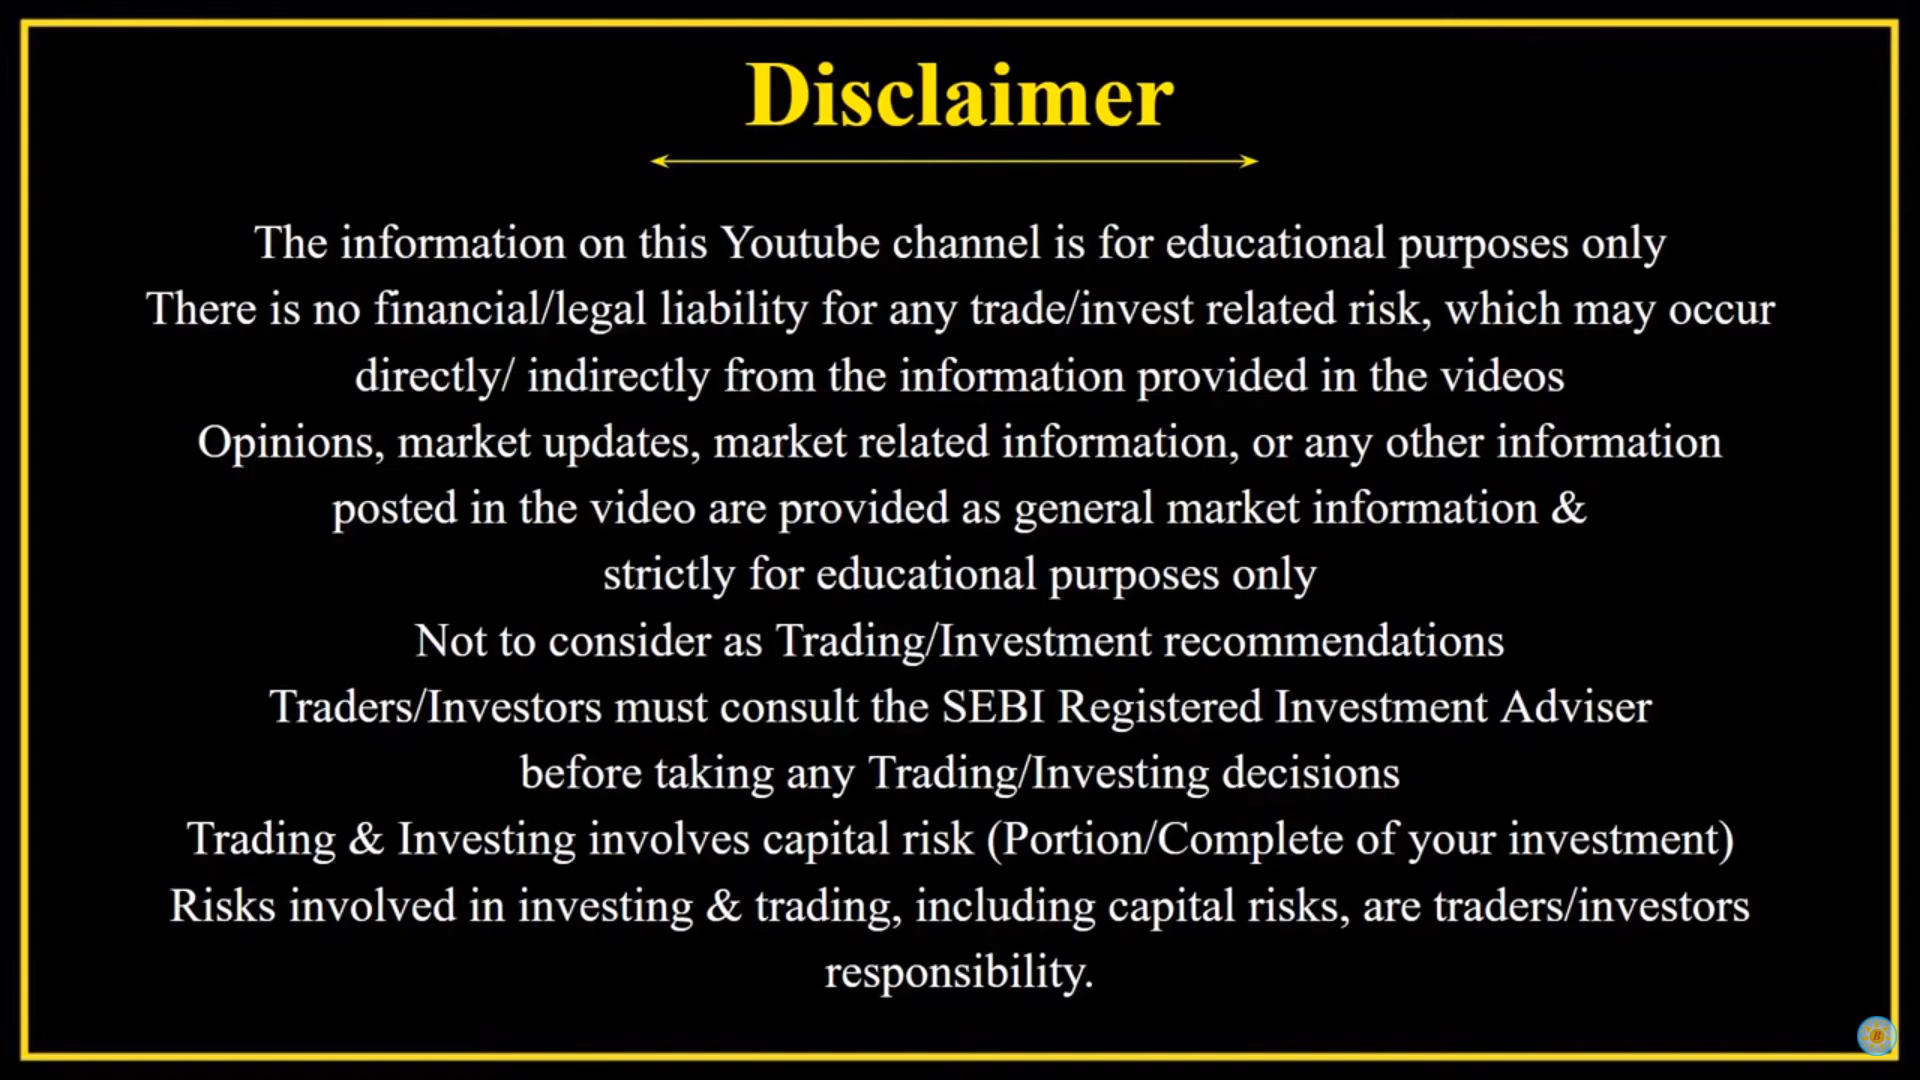 Disclaimer
The information on this Youtube channel is for educational purposes only
There is no financial/legal liability for any trade/invest related risk, which may occur
directly/ indirectly from the information provided in the videos
Opinions, market updates, market related information, or any other information
posted in the video are provided as general market information &
strictly for educational purposes only
Not to consider as Trading/Investment recommendations
Traders/Investors must consult the SEBI Registered Investment Adviser
before taking any Trading/Investing decisions
Trading & Investing involves capital risk (Portion/Complete of your investment)
Risks involved in investing & trading, including capital risks, are traders/investors
responsibility.